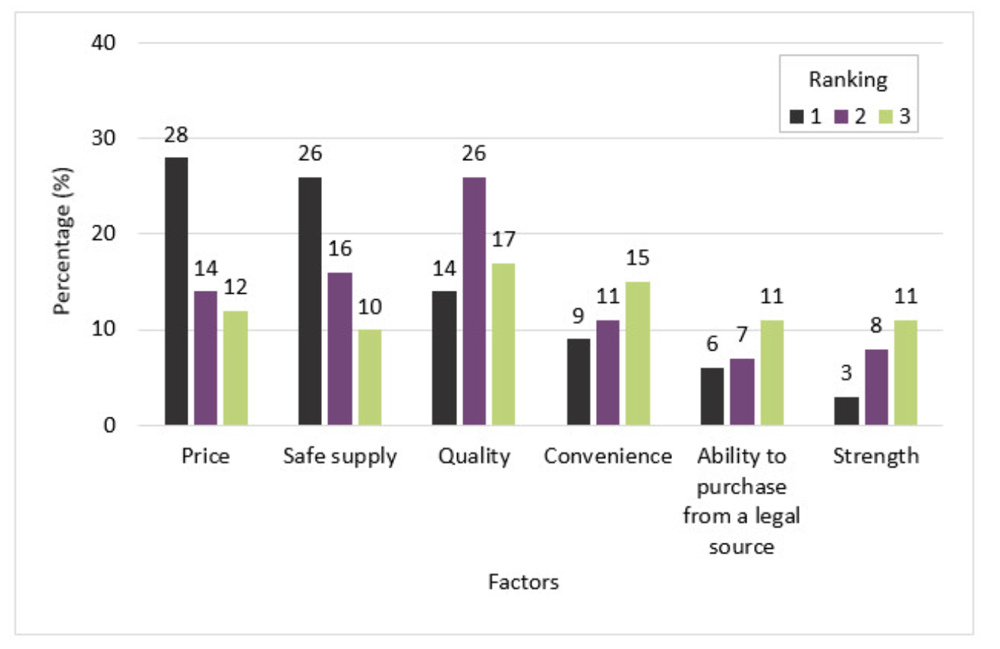 40
Ranking
1 2 3
30
20
10
0
Percentage (%)
28
14
12
26
16
10
14
26
17
9
11
15
6
7
11
3
8
11
Price
Safe supply
Quality
Convenience
Ability to
purchase
from a legal
source
Strength
Factors